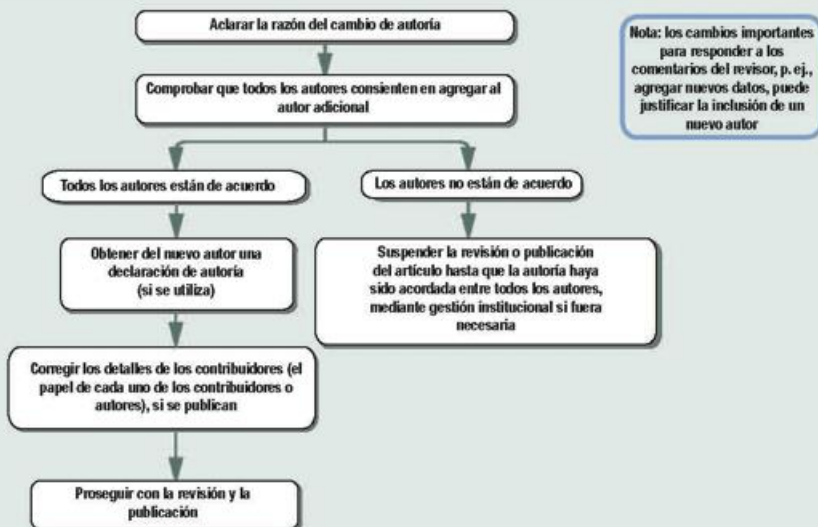 Aclarar la razón del cambio de autoría
Nota: los cambios importantes
para responder a los
comentarios del revisor, p. ej.,
agregar nuevos datos, puede
justificar la inclusión de un
nuevo autor
Comprobar que todos los autores consienten en agregar al
autor adicional
Todos los autores están de acuerdo
Los autores no están de acuerdo
Obtener del nuevo autor una
declaración de autoría
(si se utiliza)
Suspender la revisión o publicación
del artículo hasta que la autoría haya
sido acordada entre todos los autores,
mediante gestión institucional si fuera
necesaria
Corregir los detalles de los contribuidores (el
papel de cada uno de los contribuidores o
autores), si se publican
Proseguir con la revisión y la
publicación